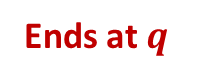 Ends at q